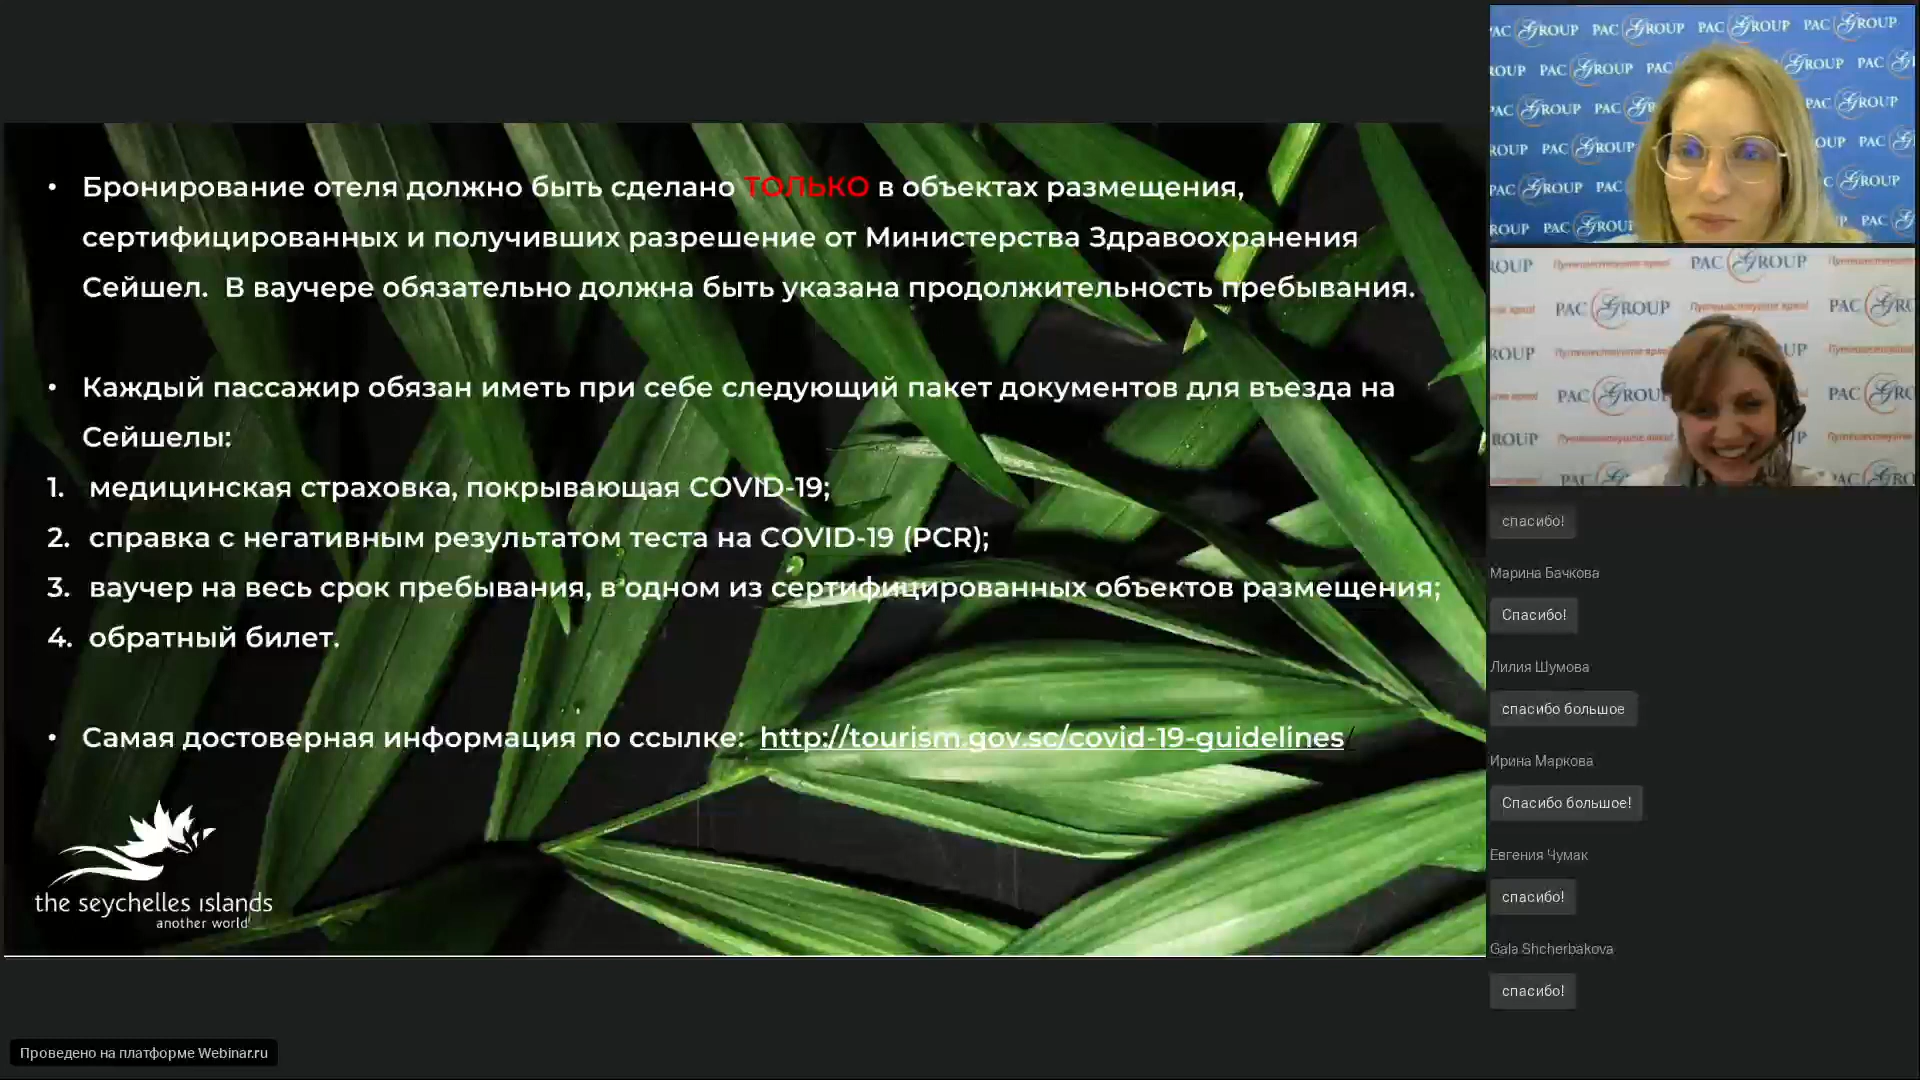 • Бронирование отеля должно быть сделано ТОЛЬКО в объектах размещения,
сертифицированных и получивших разрешение от Министерства Здравоохранения
Сейшел. В ваучере обязательно должна быть указана продолжительность пребывания.
• Каждый пассажир обязан иметь при себе следующий пакет документов для въезда на
Сейшелы:
1. медицинская страховка, покрывающая COVID-19;
2. справка с негативным результатом теста на COVID-19 (PCR);
3. ваучер на весь срок пребывания, в одном из сертифицированных объектов размещения;
4. обратный билет.
• Самая достоверная информация по ссылке: http://tourism.gov.sc/covid-19-guidelines/
the seychelles islands
another world
Проведено на платформе Webinar.ru
PAC GROUP
PAC GROUP
спасибо!
Марина Бачкова
Спасибо!
Лилия Шумова
спасибо большое
Ирина Маркова
Спасибо большое!
Евгения Чумак
спасибо!
Gala Shcherbakova
спасибо!